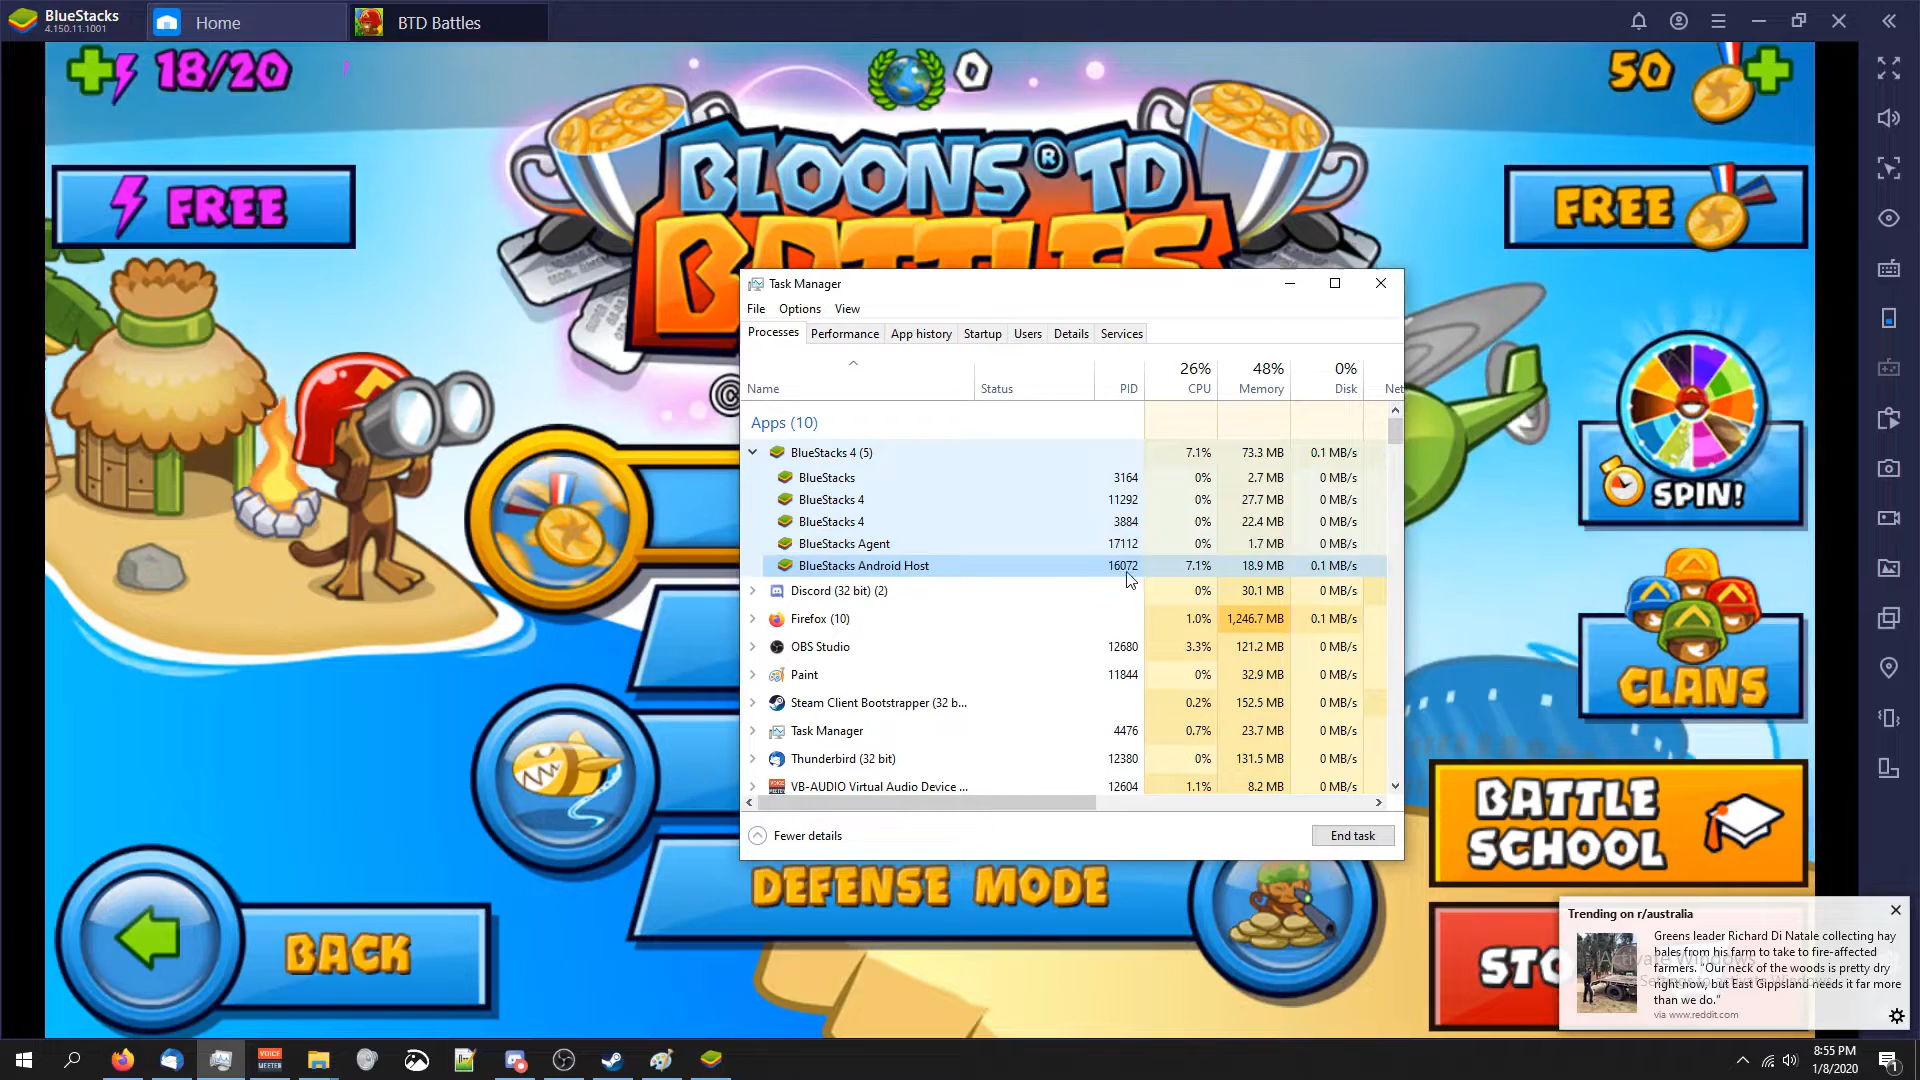 BlueStacks
4.150.11.1001
Home
BTD Battles
18/20
0
50
FREE
BLOONS® TD
BATTLES
FREE
SPIN!
CLANS
Task Manager
File Options View
Processes Performance App history Startup Users Details Services
26% 48% 0%
Name Status PID CPU Memory Disk Net
Apps (10)
BlueStacks 4 (5) 7.1% 73.3 MB 0.1 MB/s
BlueStacks 3164 0% 2.7 MB 0 MB/s
BlueStacks 4 11292 0% 27.7 MB 0 MB/s
BlueStacks 4 3884 0% 22.4 MB 0 MB/s
BlueStacks Agent 17112 0% 1.7 MB 0 MB/s
BlueStacks Android Host 16072 7.1% 18.9 MB 0.1 MB/s
Discord (32 bit) (2) 0% 30.1 MB 0 MB/s
Firefox (10) 1.0% 1,246.7 MB 0.1 MB/s
OBS Studio 12680 3.3% 121.2 MB 0 MB/s
Paint 11844 0% 32.9 MB 0 MB/s
Steam Client Bootstrapper (32 b... 0.2% 152.5 MB 0 MB/s
Task Manager 4476 0.7% 23.7 MB 0 MB/s
Thunderbird (32 bit) 12380 0% 131.5 MB 0 MB/s
VB-AUDIO Virtual Audio Device ... 12604 1.1% 8.2 MB 0 MB/s
Fewer details
End task
BATTLE
SCHOOL
DEFENSE MODE
BACK
STO
Trending on r/australia
Greens leader Richard Di Natale collecting hay
bales from his farm to take to fire-affected
farmers. "Our neck of the woods is pretty dry
right now, but East Gippsland needs it far more
than we do."
via www.reddit.com
Activate Windows
VOICE
MEETER
8:55 PM
1/8/2020
1